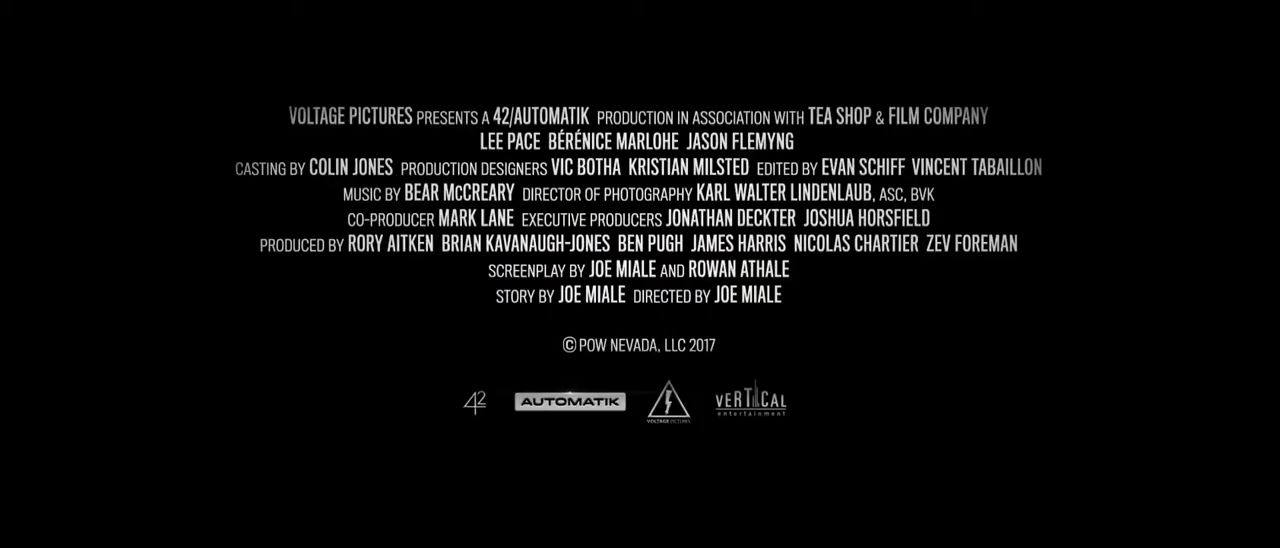 VOLTAGE PICTURES PRESENTS A 42/AUTOMATIK PRODUCTION IN ASSOCIATION WITH TEA SHOP & FILM COMPANY
LEE PACE BÉRÉNICE MARLOHE JASON FLEMYNG
CASTING BY COLIN JONES PRODUCTION DESIGNERS VIC BOTHA KRISTIAN MILSTED EDITED BY EVAN SCHIFF VINCENT TABAILLON
MUSIC BY BEAR McCREARY DIRECTOR OF PHOTOGRAPHY KARL WALTER LINDENLAUB, ASC, BVK
CO-PRODUCER MARK LANE EXECUTIVE PRODUCERS JONATHAN DECKTER JOSHUA HORSFIELD
PRODUCED BY RORY AITKEN BRIAN KAVANAUGH-JONES BEN PUGH JAMES HARRIS NICOLAS CHARTIER ZEV FOREMAN
SCREENPLAY BY JOE MIALE AND ROWAN ATHALE
STORY BY JOE MIALE DIRECTED BY JOE MIALE
© POW NEVADA, LLC 2017
42 AUTOMATIK VOLTAGE PICTURES VERTICAL entertainment